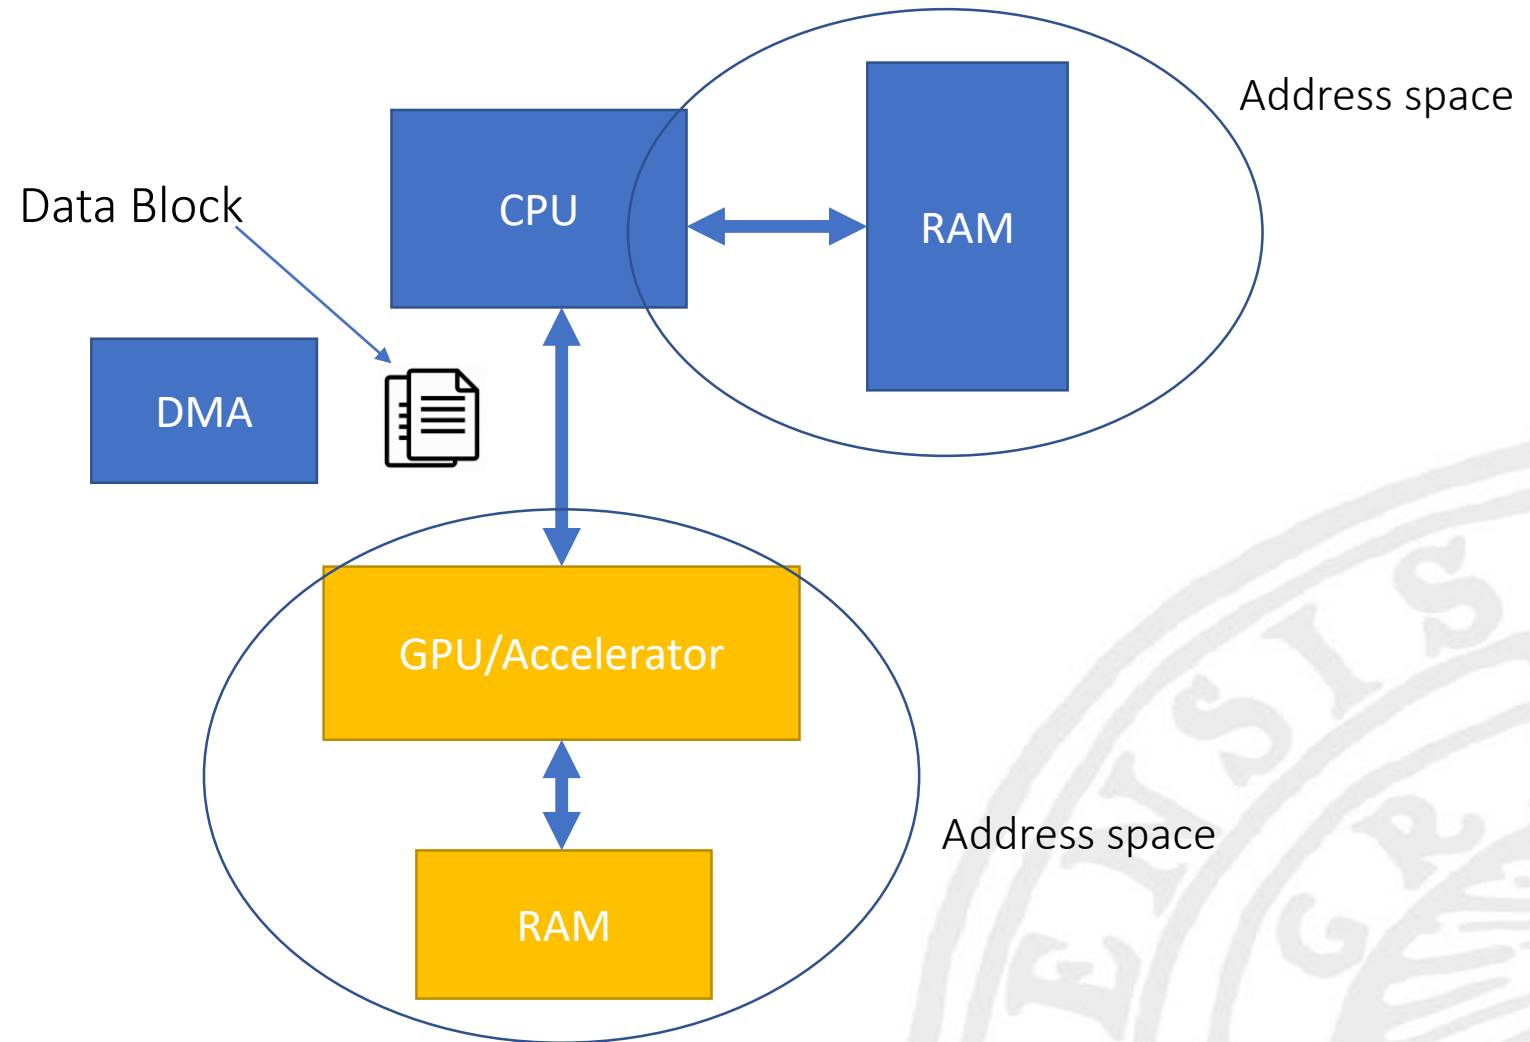 Address space
CPU
RAM
Data Block
DMA
GPU/Accelerator
Address space
RAM